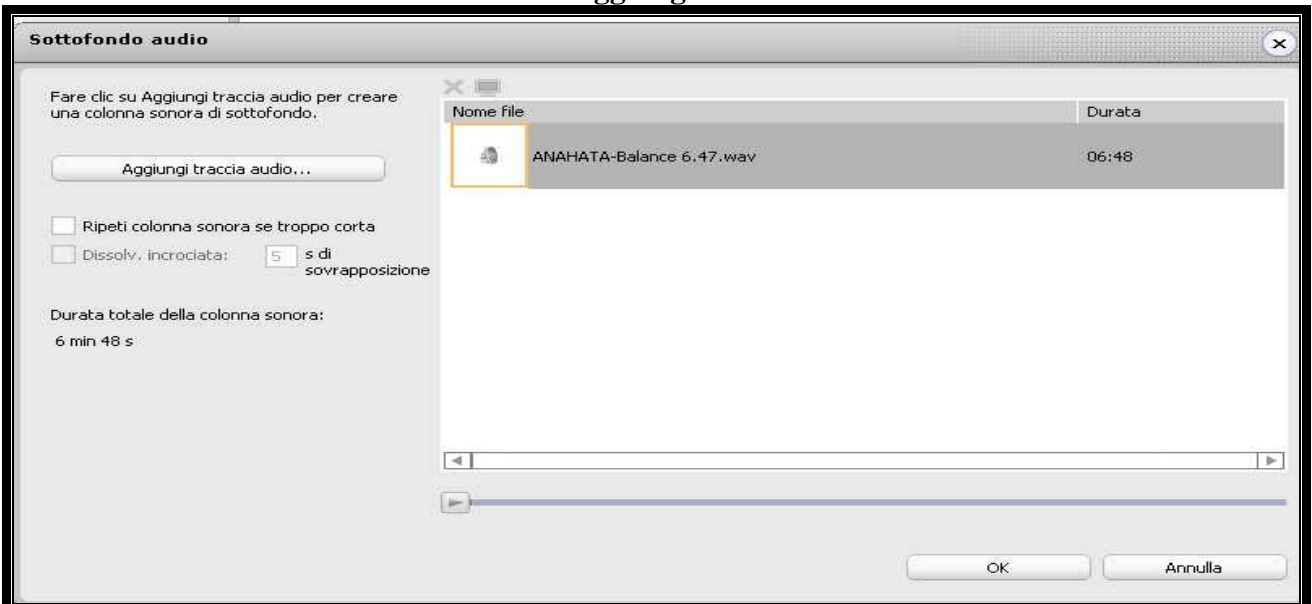 Sottofondo audio
Fare clic su Aggiungi traccia audio per creare
una colonna sonora di sottofondo.
Aggiungi traccia audio...
Ripeti colonna sonora se troppo corta
Dissolv. incrociata: 5 s di
sovrapposizione
Durata totale della colonna sonora:
6 min 48 s
Nome file Durata
ANAHATA-Balance 6.47.wav 06:48
OK Annulla